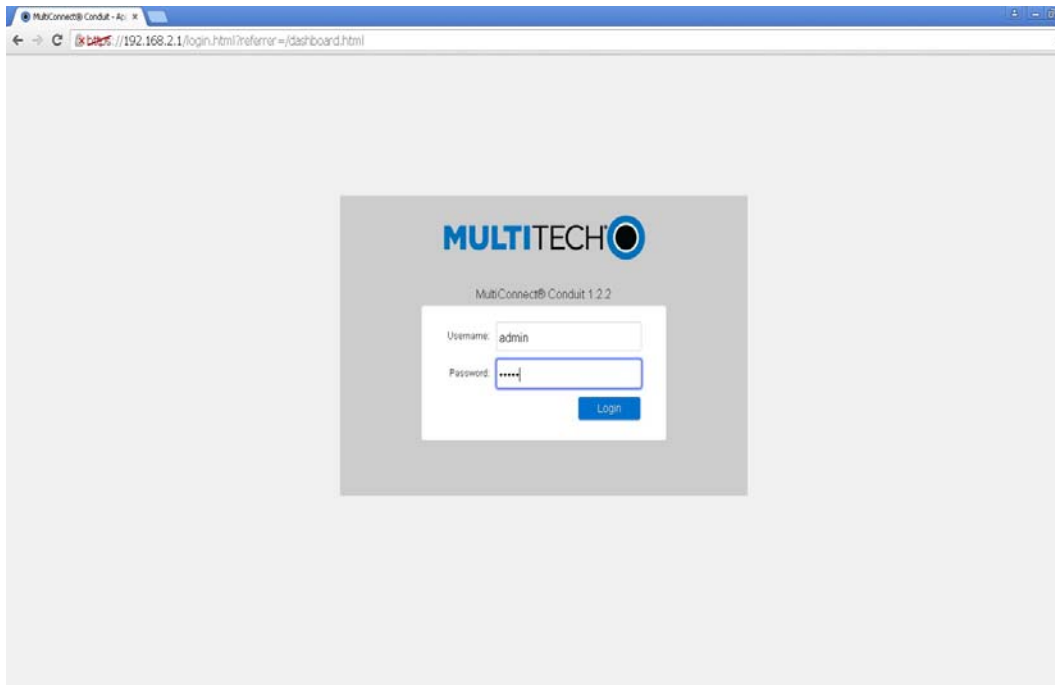 MultiConnect® Conduit - Ap
https://192.168.2.1/login.html?referrer=/dashboard.html
MULTITECH
MultiConnect® Conduit 1.2.2
Username: admin
Password: •••••
Login